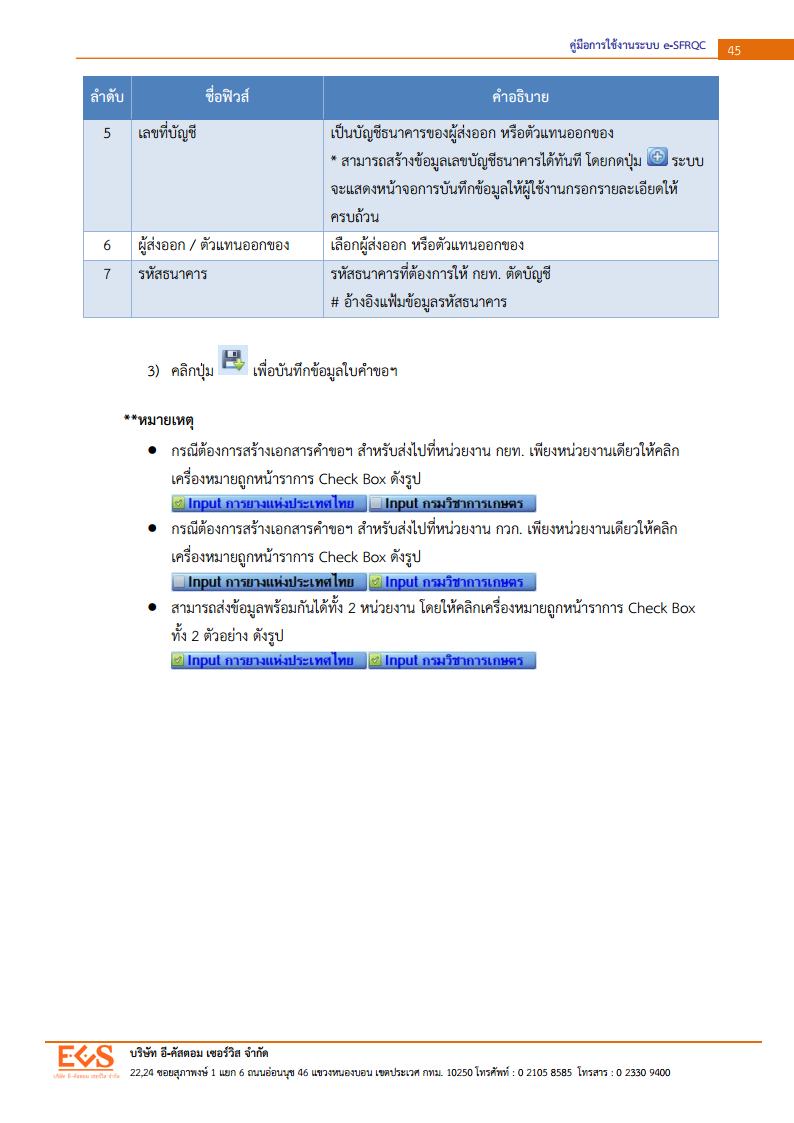 คู่มือการใช้งานระบบ e-SFRQC 45
ลำดับ ชื่อฟิวส์ คำอธิบาย
5 เลขที่บัญชี เป็นบัญชีธนาคารของผู้ส่งออก หรือตัวแทนออกของ
* สามารถสร้างข้อมูลเลขบัญชีธนาคารได้ทันที โดยกดปุ่ม ระบบ
จะแสดงหน้าจอการบันทึกข้อมูลให้ผู้ใช้งานกรอกรายละเอียดให้
ครบถ้วน
6 ผู้ส่งออก / ตัวแทนออกของ เลือกผู้ส่งออก หรือตัวแทนออกของ
7 รหัสธนาคาร รหัสธนาคารที่ต้องการให้ กยท. ตัดบัญชี
# อ้างอิงแฟ้มข้อมูลรหัสธนาคาร
3) คลิกปุ่ม เพื่อบันทึกข้อมูลใบคำขอฯ
**หมายเหตุ
● กรณีต้องการสร้างเอกสารคำขอฯ สำหรับส่งไปที่หน่วยงาน กยท. เพียงหน่วยงานเดียวให้คลิก
เครื่องหมายถูกหน้าราการ Check Box ดังรูป
Input การยางแห่งประเทศไทย Input กรมวิชาการเกษตร
● กรณีต้องการสร้างเอกสารคำขอฯ สำหรับส่งไปที่หน่วยงาน กวก. เพียงหน่วยงานเดียวให้คลิก
เครื่องหมายถูกหน้าราการ Check Box ดังรูป
Input การยางแห่งประเทศไทย Input กรมวิชาการเกษตร
● สามารถส่งข้อมูลพร้อมกันได้ทั้ง 2 หน่วยงาน โดยให้คลิกเครื่องหมายถูกหน้าราการ Check Box
ทั้ง 2 ตัวอย่าง ดังรูป
Input การยางแห่งประเทศไทย Input กรมวิชาการเกษตร
ECS บริษัท อี-คัสตอม เซอร์วิส จำกัด
บริษัท อี-คัสตอม เซอร์วิส จำกัด 22,24 ซอยสุภาพงษ์ 1 แยก 6 ถนนอ่อนนุช 46 แขวงหนองบอน เขตประเวศ กทม. 10250 โทรศัพท์ : 0 2105 8585 โทรสาร : 0 2330 9400